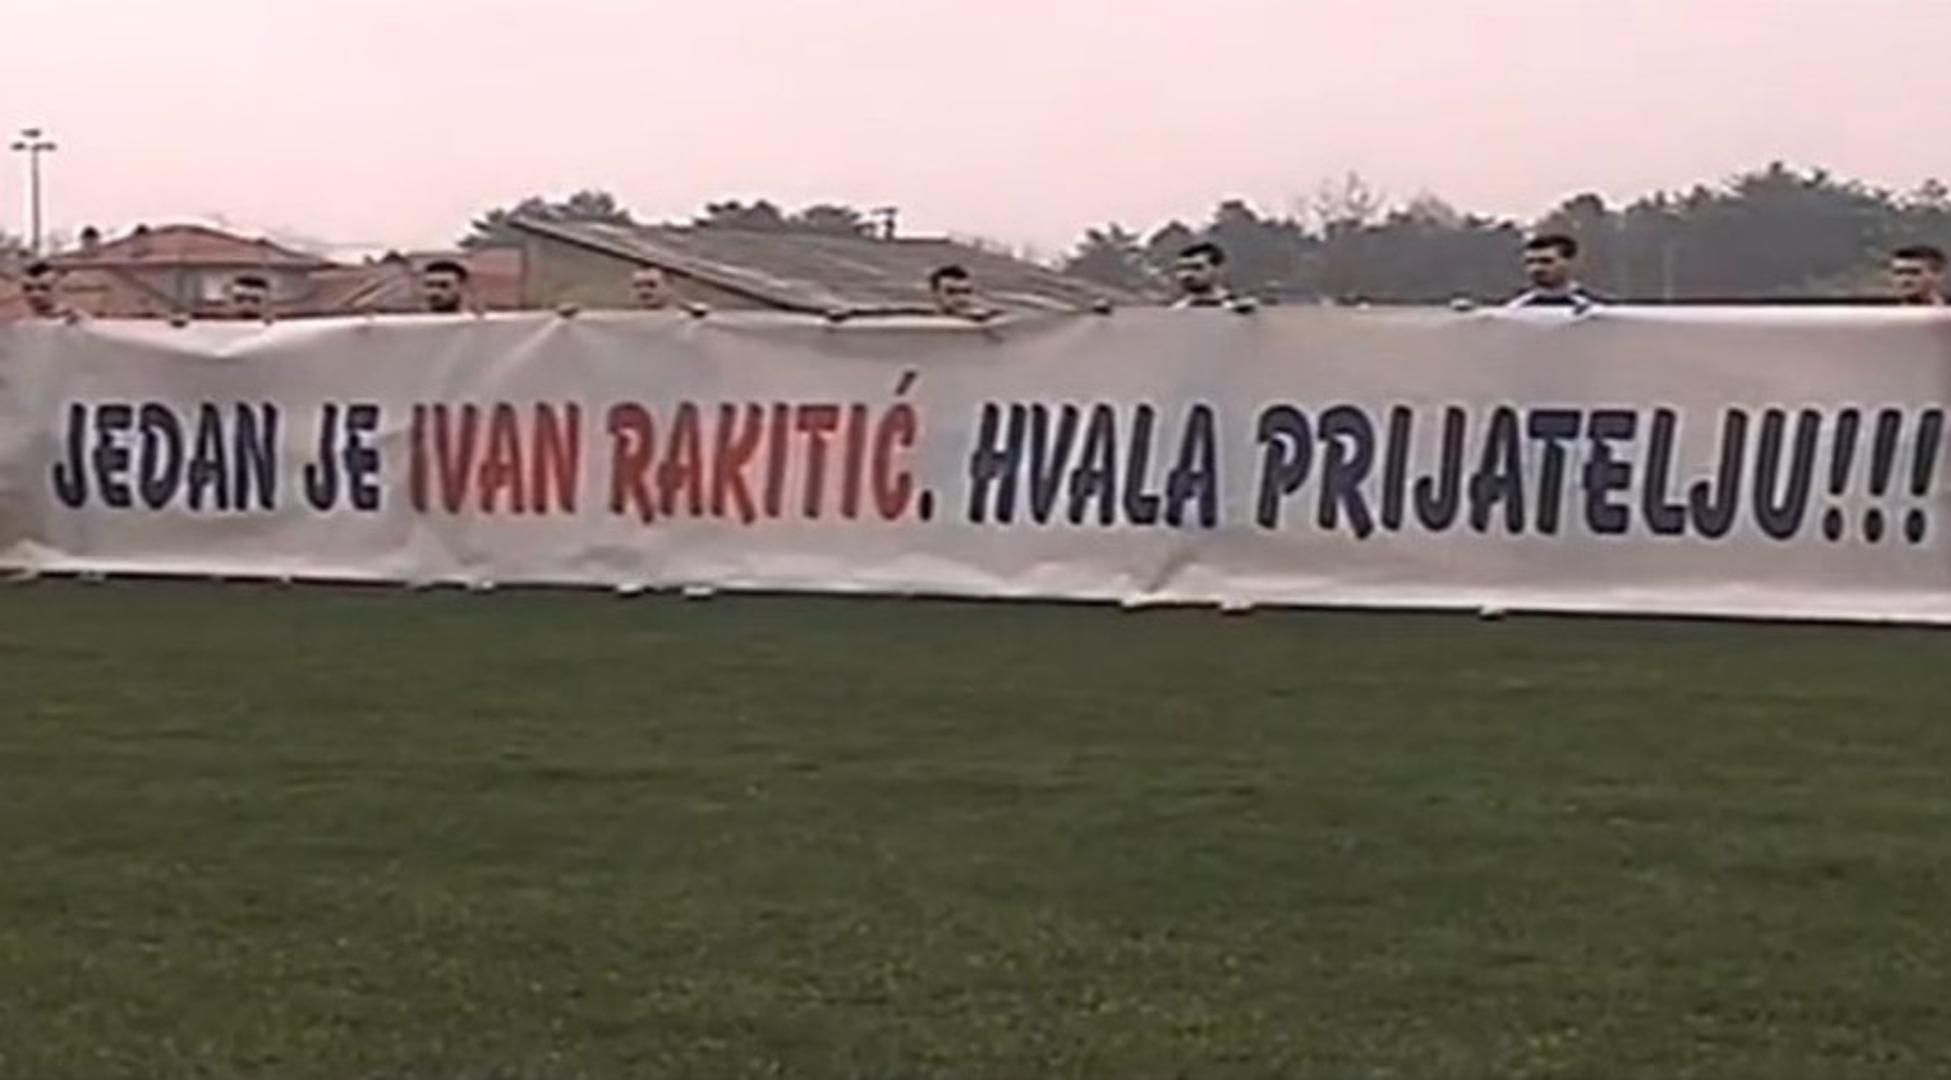 JEDAN JE IVAN RAKITIĆ. HVALA PRIJATELJU!!!